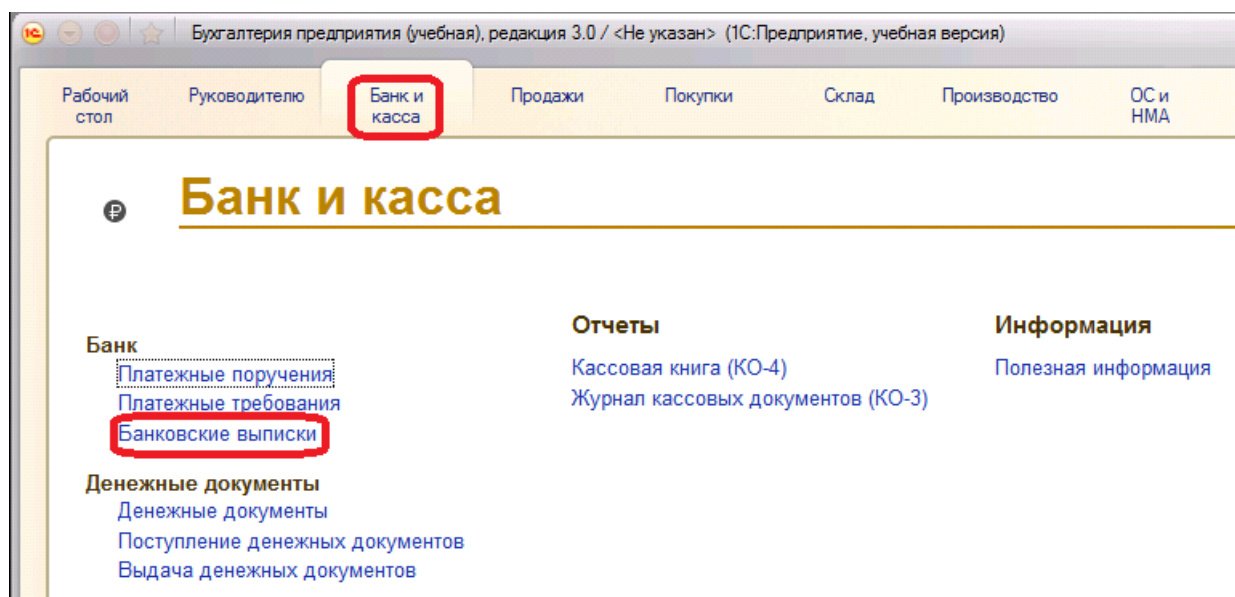 1С Бухгалтерия предприятия (учебная), редакция 3.0 / <Не указан> (1С:Предприятие, учебная версия)
Рабочий стол
Руководителю
Банк и касса
Продажи
Покупки
Склад
Производство
ОС и НМА
₽ Банк и касса
Банк
Платежные поручения
Платежные требования
Банковские выписки
Денежные документы
Денежные документы
Поступление денежных документов
Выдача денежных документов
Отчеты
Кассовая книга (КО-4)
Журнал кассовых документов (КО-3)
Информация
Полезная информация